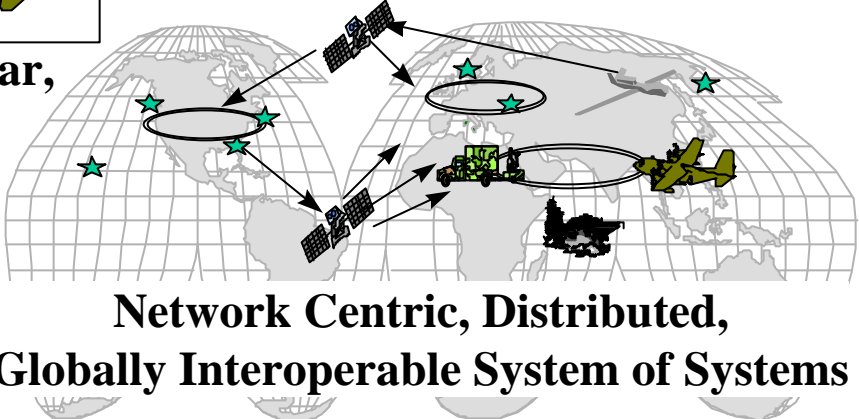 ar,
Network Centric, Distributed,
Globally Interoperable System of Systems